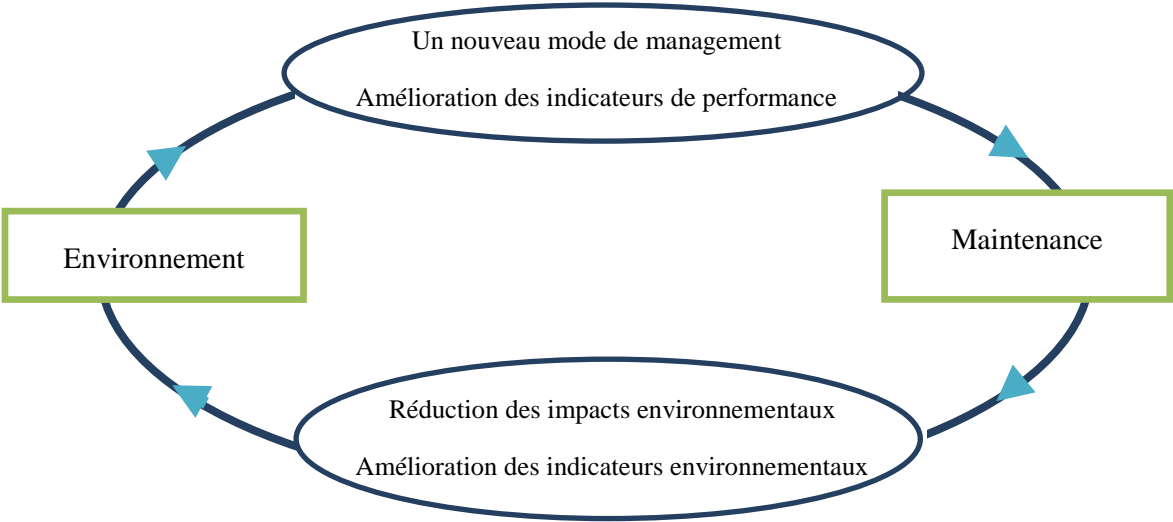 Un nouveau mode de management
Amélioration des indicateurs de performance
Environnement
Maintenance
Réduction des impacts environnementaux
Amélioration des indicateurs environnementaux